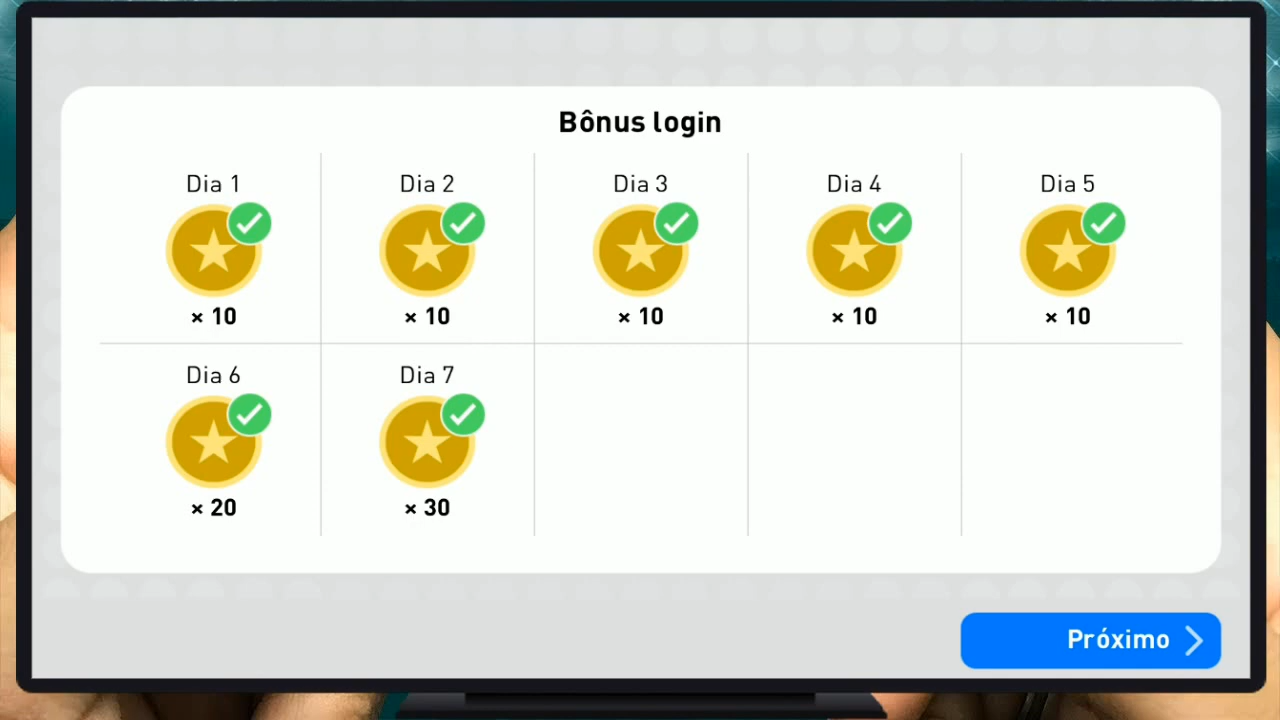 Bônus login
Dia 1
Dia 2
Dia 3
Dia 4
Dia 5
× 10
× 10
× 10
× 10
× 10
Dia 6
Dia 7
× 20
× 30
Próximo